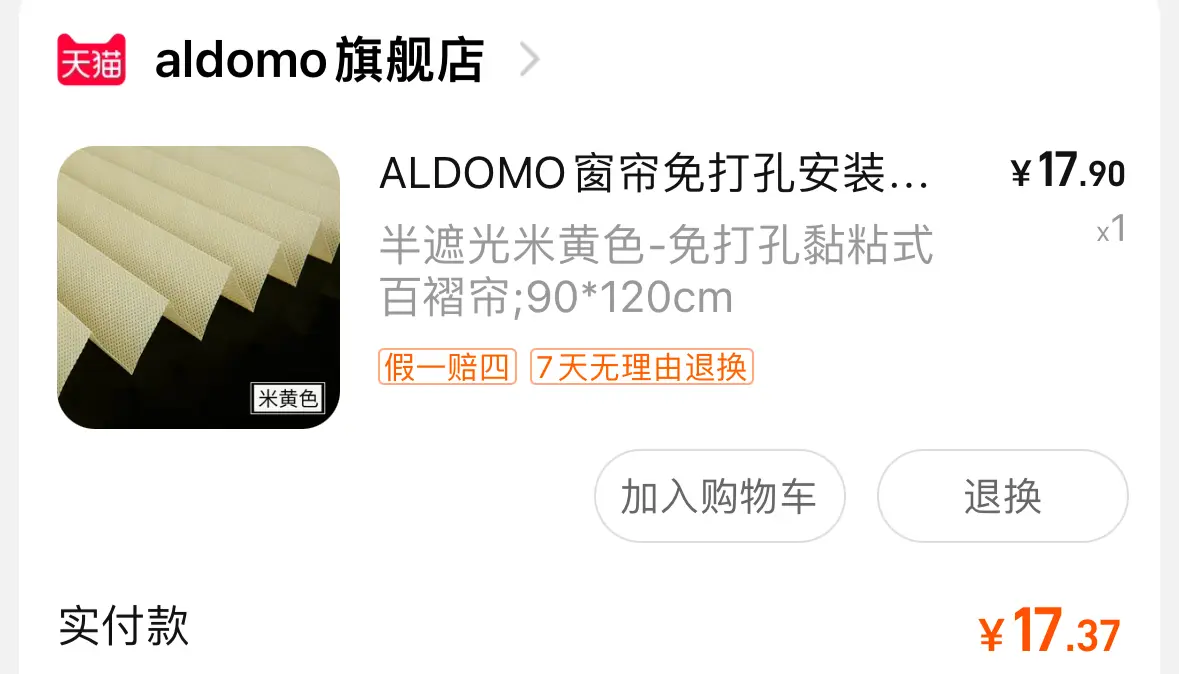 天猫 aldomo旗舰店
ALDOMO窗帘免打孔安装... ¥17.90
半遮光米黄色-免打孔黏粘式 x1
百褶帘;90*120cm
假一赔四 7天无理由退换
米黄色
加入购物车 退换
实付款 ¥17.37